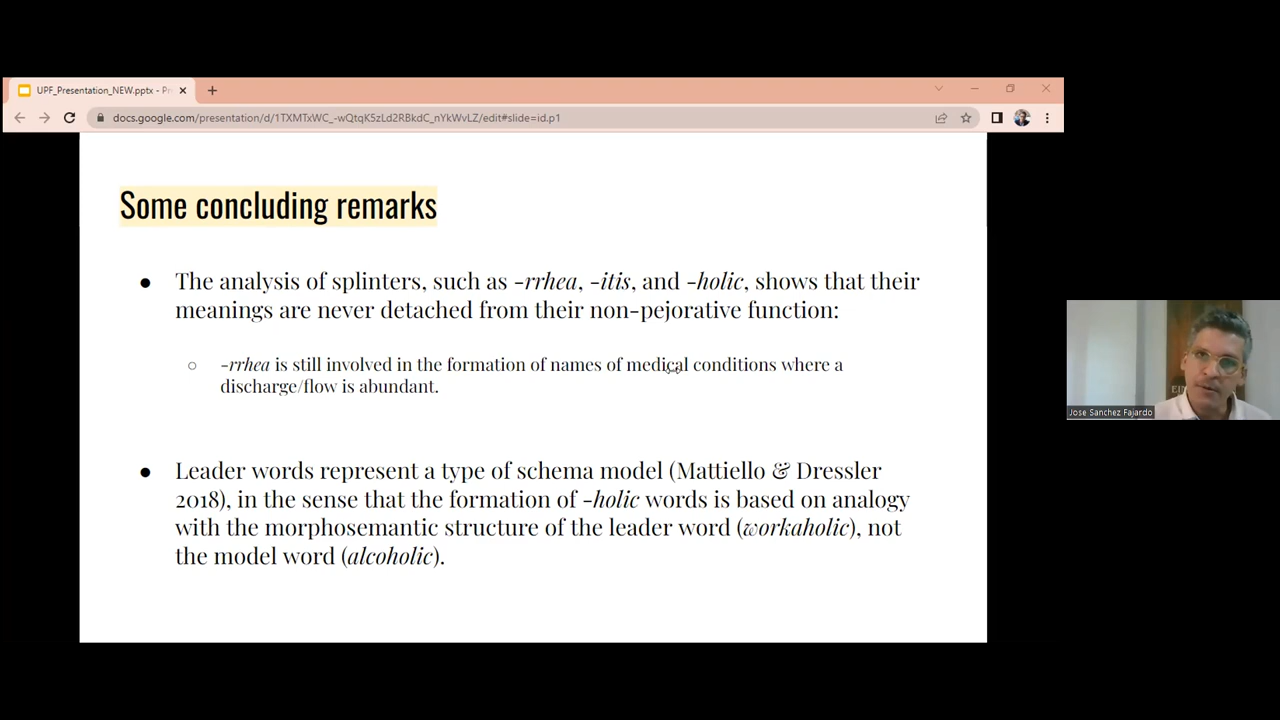 UPF_Presentation_NEW.pptx - Pr
docs.google.com/presentation/d/1TXMTxWC_-wQtqK5zLd2RBkdC_nYkWvLZ/edit#slide=id.p1
Some concluding remarks
● The analysis of splinters, such as -rrhea, -itis, and -holic, shows that their
meanings are never detached from their non-pejorative function:
○ -rrhea is still involved in the formation of names of medical conditions where a
discharge/flow is abundant.
● Leader words represent a type of schema model (Mattiello & Dressler
2018), in the sense that the formation of -holic words is based on analogy
with the morphosemantic structure of the leader word (workaholic), not
the model word (alcoholic).
Jose Sanchez Fajardo